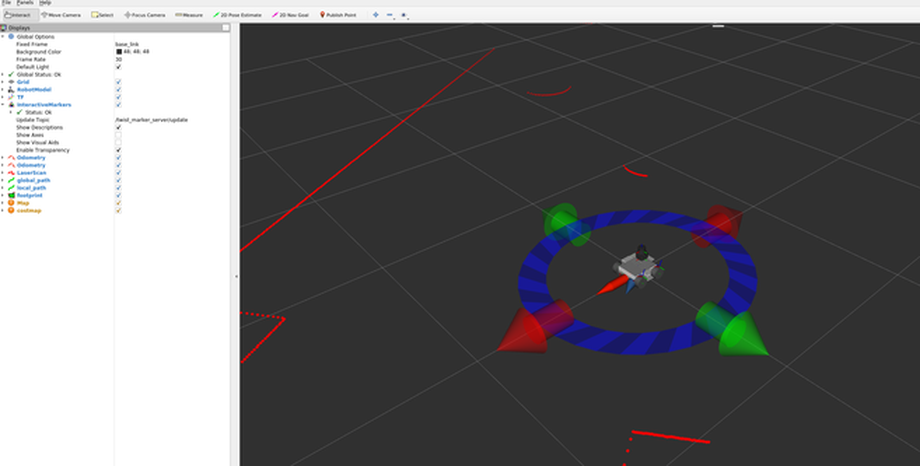 File Panels Help
Interact Move Camera Select Focus Camera Measure 2D Pose Estimate 2D Nav Goal Publish Point
Displays
Global Options
Fixed Frame base_link
Background Color 48; 48; 48
Frame Rate 30
Default Light
Global Status: Ok
Grid
RobotModel
TF
InteractiveMarkers
Status: Ok
Update Topic /twist_marker_server/update
Show Descriptions
Show Axes
Show Visual Aids
Enable Transparency
Odometry
Odometry
LaserScan
global_path
local_path
footprint
Map
costmap